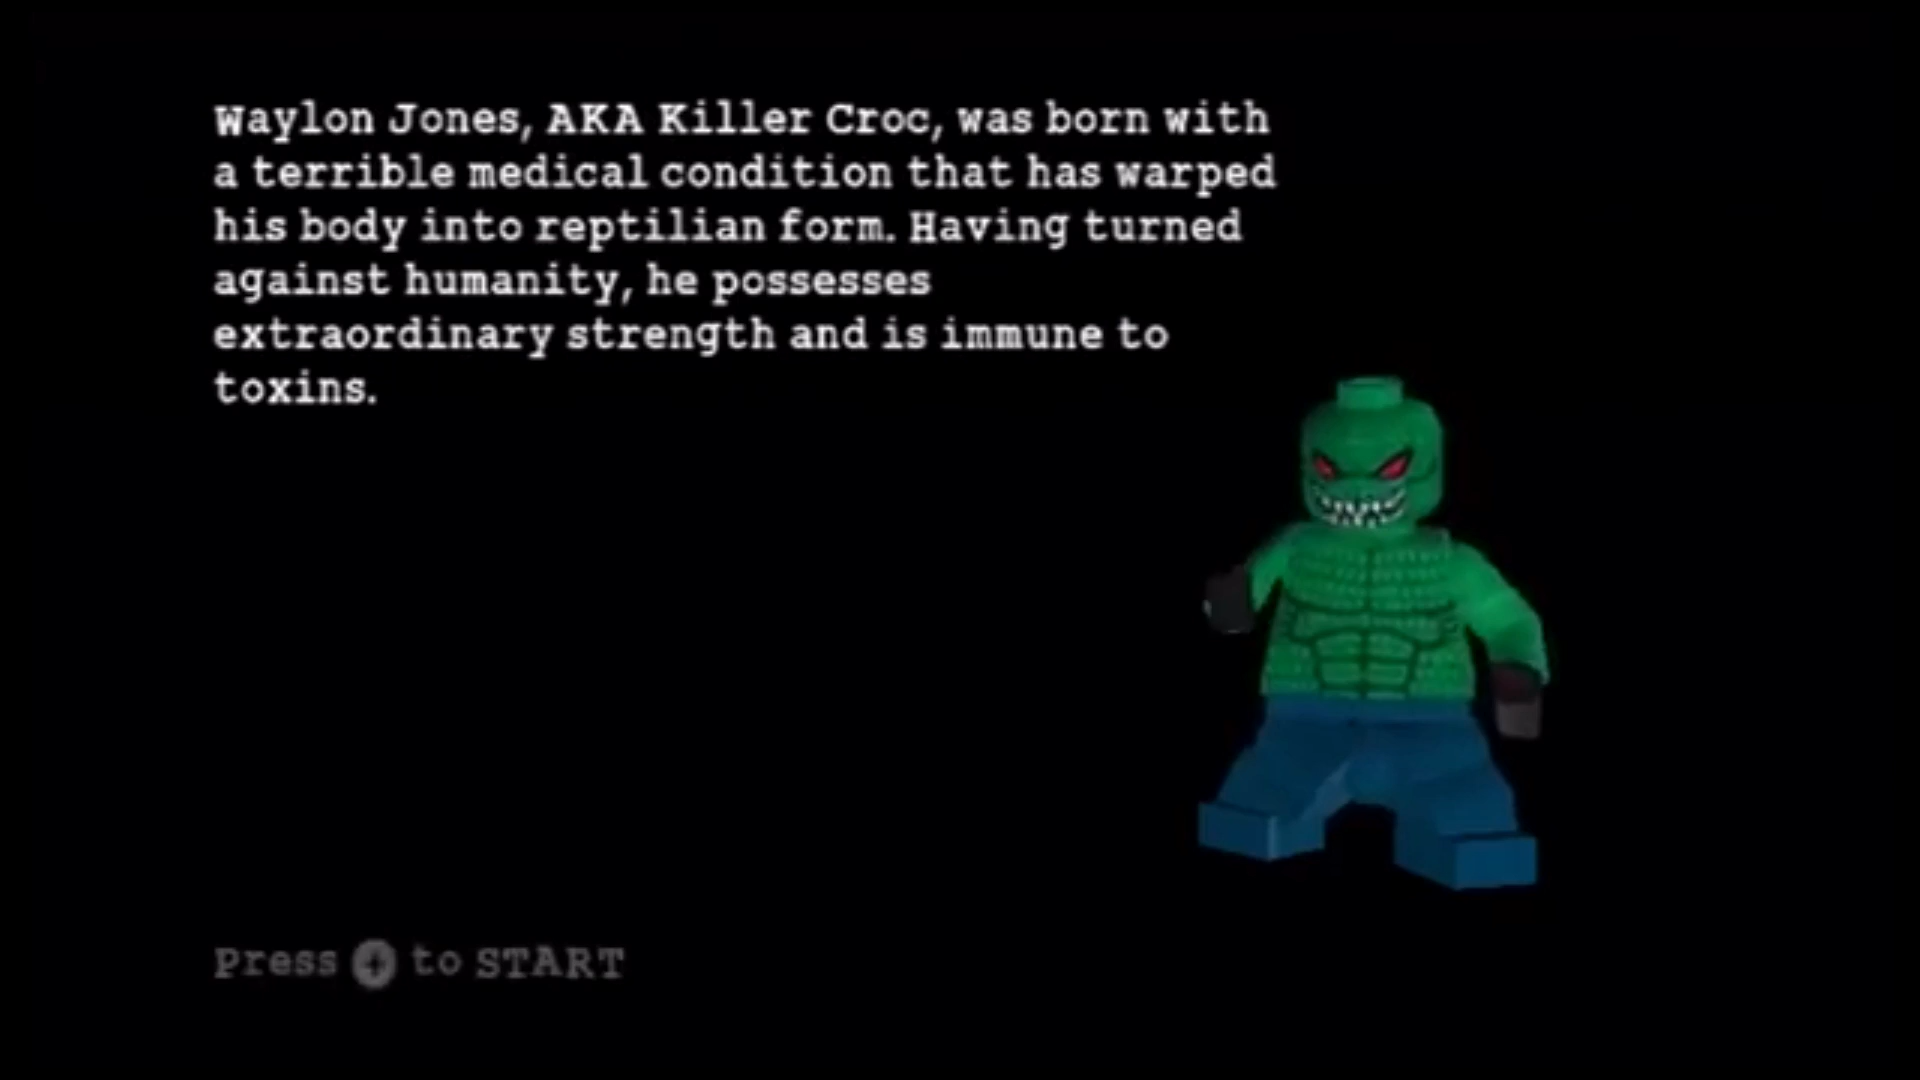 Waylon Jones, AKA Killer Croc, was born with
a terrible medical condition that has warped
his body into reptilian form. Having turned
against humanity, he possesses
extraordinary strength and is immune to
toxins.
Press + to START